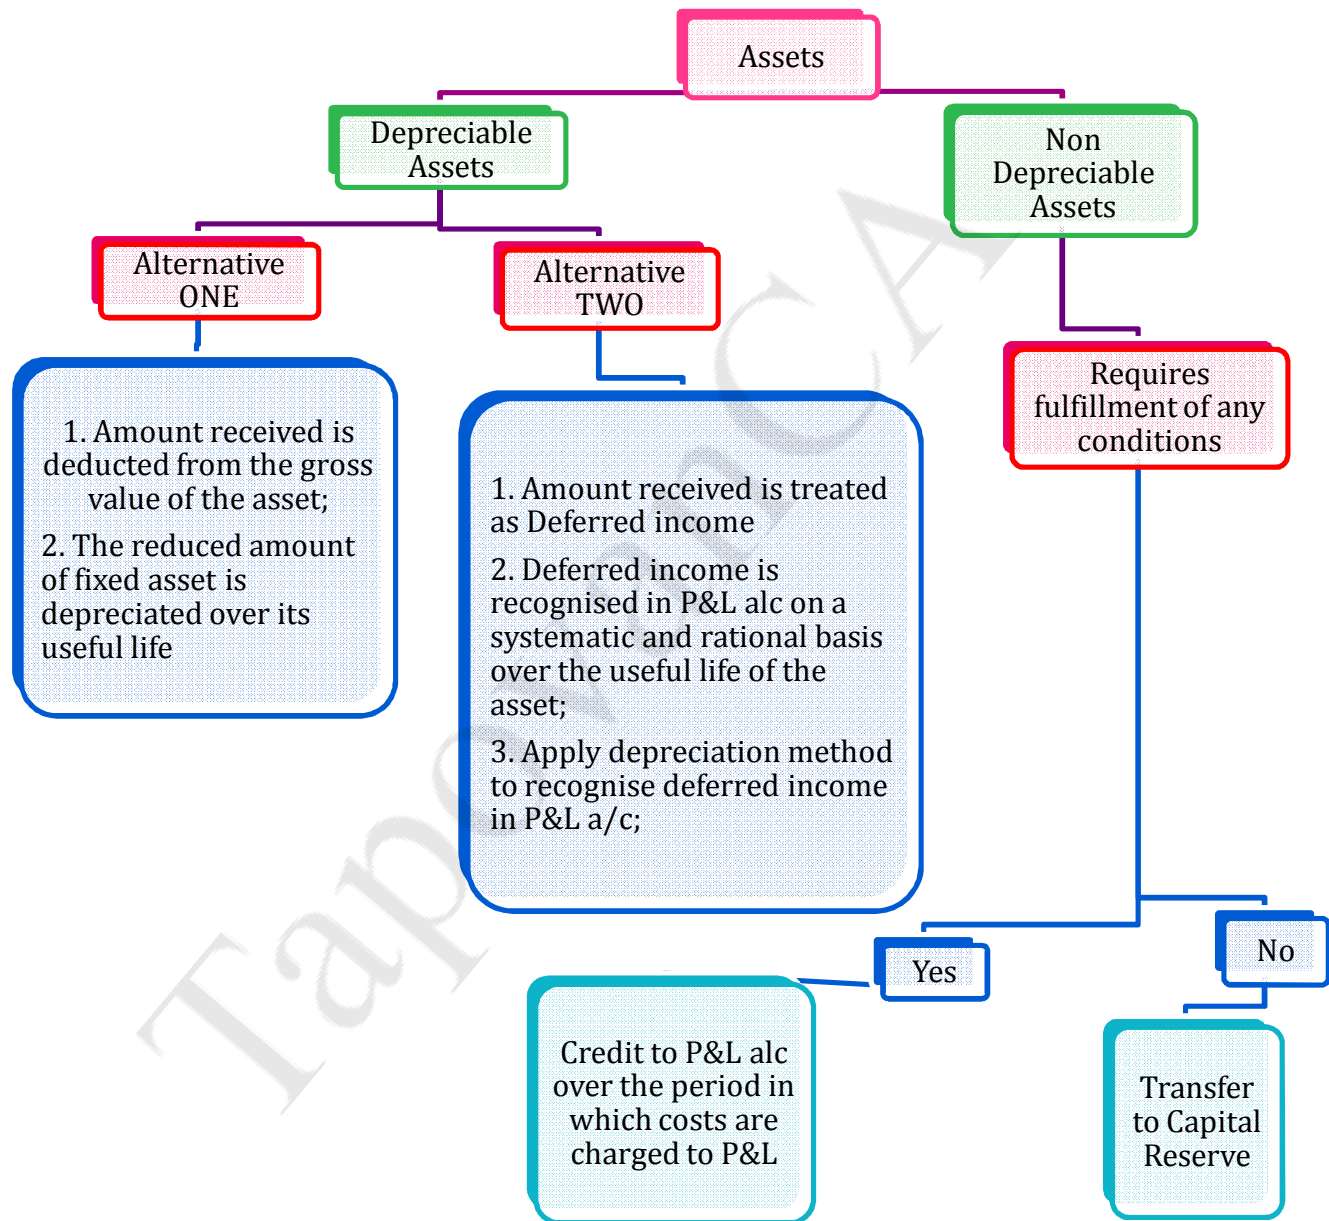 Assets
Depreciable
Assets
Non
Depreciable
Assets
Alternative
ONE
Alternative
TWO
Requires
fulfillment of any
conditions
1. Amount received is
deducted from the gross
value of the asset;
2. The reduced amount
of fixed asset is
depreciated over its
useful life
1. Amount received is treated
as Deferred income
2. Deferred income is
recognised in P&L alc on a
systematic and rational basis
over the useful life of the
asset;
3. Apply depreciation method
to recognise deferred income
in P&L a/c;
Yes
No
Credit to P&L alc
over the period in
which costs are
charged to P&L
Transfer
to Capital
Reserve
TapovanCA